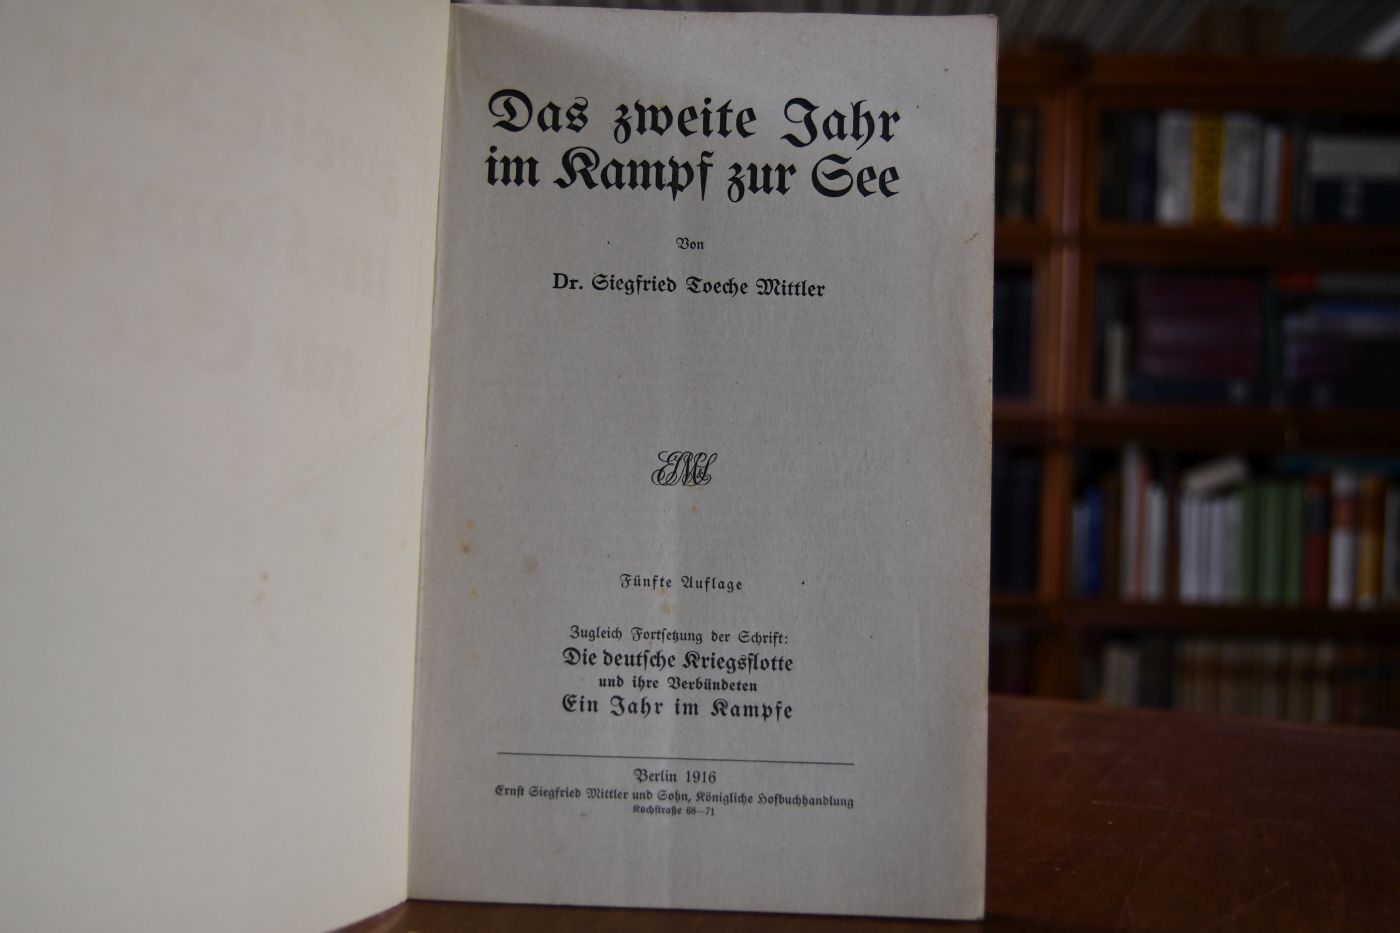 Das zweite Jahr
im Kampf zur See
Von
Dr. Siegfried Toeche Mittler
Fünfte Auflage
Zugleich Fortsetzung der Schrift:
Die deutsche Kriegsflotte
und ihre Verbündeten
Ein Jahr im Kampfe
Berlin 1916
Ernst Siegfried Mittler und Sohn, Königliche Hofbuchhandlung
Kochstraße 68—71